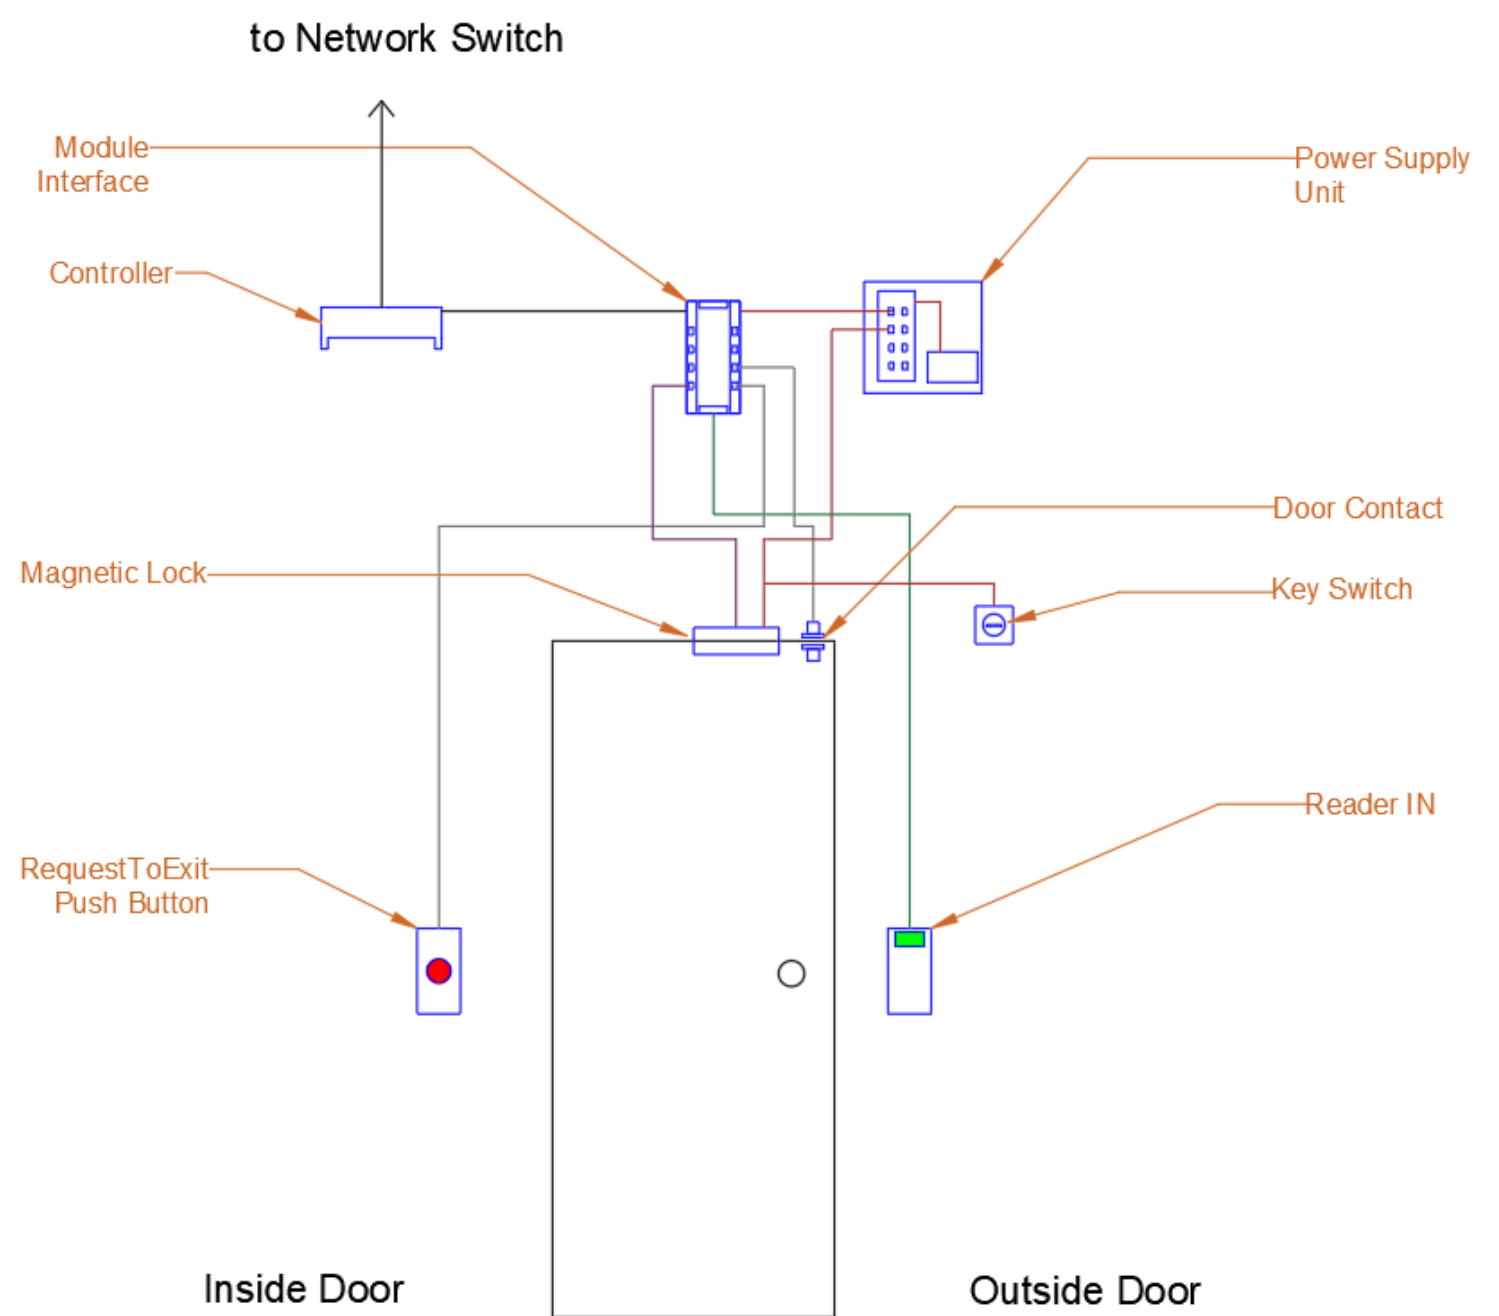 to Network Switch
Module
Interface
Power Supply
Unit
Controller
Door Contact
Magnetic Lock
Key Switch
Reader IN
RequestToExit
Push Button
Inside Door
Outside Door